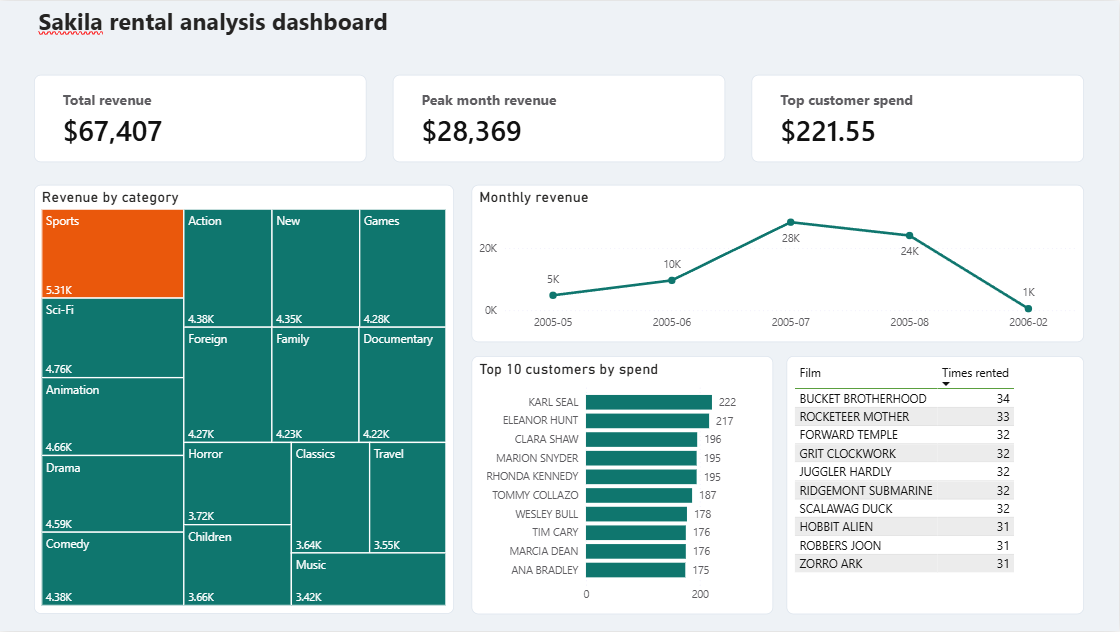 Sakila rental analysis dashboard
Total revenue
$67,407
Peak month revenue
$28,369
Top customer spend
$221.55
Revenue by category
Sports
5.31K
Sci-Fi
4.76K
Animation
4.66K
Drama
4.59K
Comedy
4.38K
Action
4.38K
New
4.35K
Games
4.28K
Foreign
4.27K
Family
4.23K
Documentary
4.22K
Horror
3.72K
Children
3.66K
Classics
3.64K
Travel
3.55K
Music
3.42K
Monthly revenue
20K
0K
5K
10K
28K
24K
1K
2005-05 2005-06 2005-07 2005-08 2006-02
Top 10 customers by spend
KARL SEAL 222
ELEANOR HUNT 217
CLARA SHAW 196
MARION SNYDER 195
RHONDA KENNEDY 195
TOMMY COLLAZO 187
WESLEY BULL 178
TIM CARY 176
MARCIA DEAN 176
ANA BRADLEY 175
0 200
Film Times rented
BUCKET BROTHERHOOD 34
ROCKETEER MOTHER 33
FORWARD TEMPLE 32
GRIT CLOCKWORK 32
JUGGLER HARDLY 32
RIDGEMONT SUBMARINE 32
SCALAWAG DUCK 32
HOBBIT ALIEN 31
ROBBERS JOON 31
ZORRO ARK 31